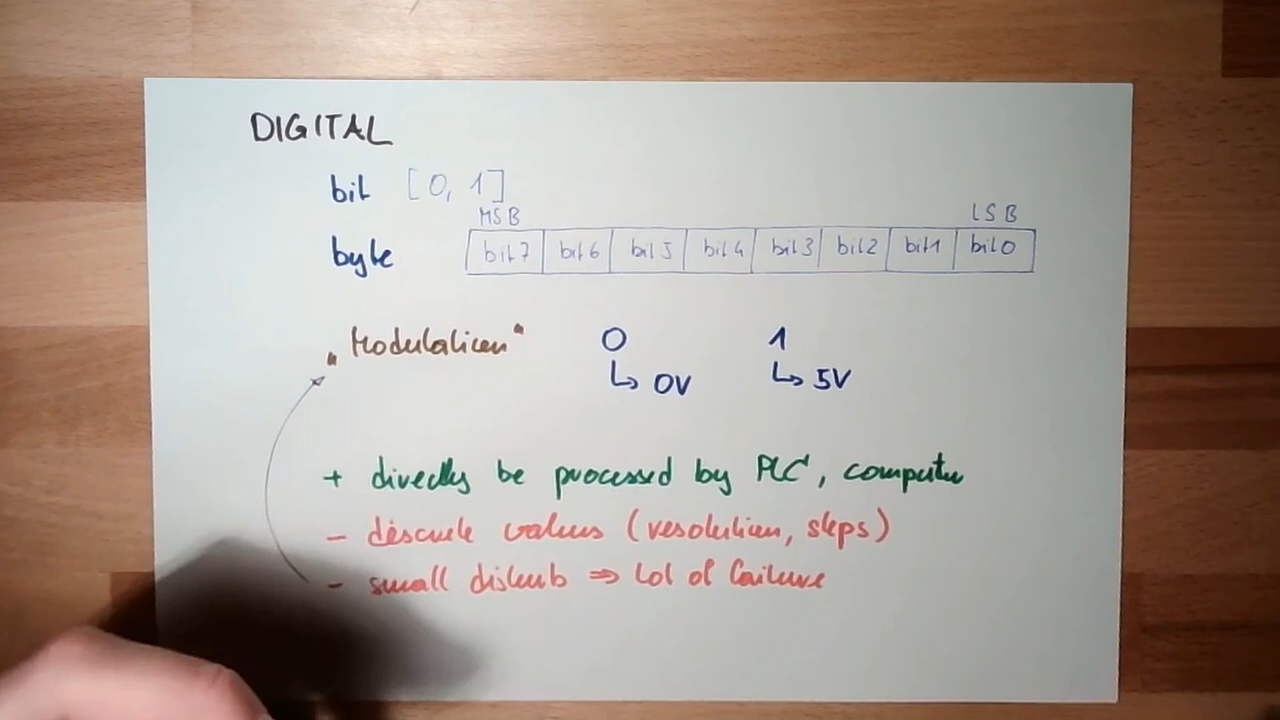 DIGITAL
bit [0, 1]
MSB LSB
byte bit7 bit6 bit5 bit4 bit3 bit2 bit1 bit0
„Modulation“ 0 1
↳ 0V ↳ 5V
+ directly be processed by PLC, computer
- discrete values (resolution, steps)
- small disturb ⇒ lot of failure